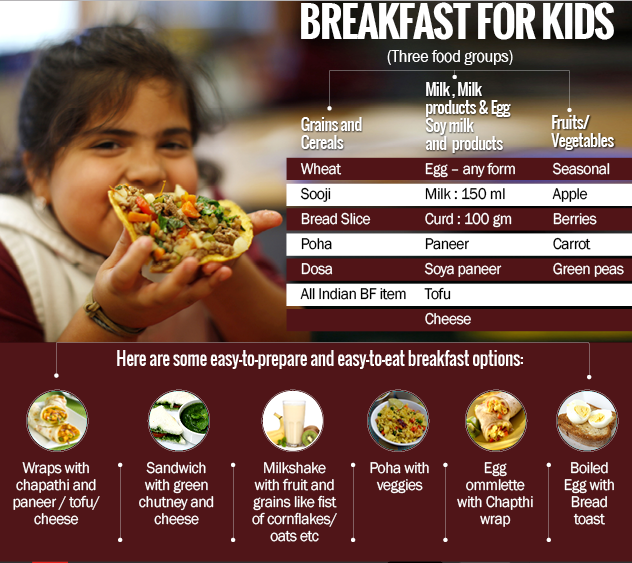 BREAKFAST FOR KIDS
(Three food groups)
Grains and
Cereals
Milk, Milk
products & Egg
Soy milk
and products
Fruits/
Vegetables
Wheat Egg – any form Seasonal
Sooji Milk : 150 ml Apple
Bread Slice Curd : 100 gm Berries
Poha Paneer Carrot
Dosa Soya paneer Green peas
All Indian BF item Tofu
Cheese
Here are some easy-to-prepare and easy-to-eat breakfast options:
Wraps with
chapathi and
paneer / tofu/
cheese
Sandwich
with green
chutney and
cheese
Milkshake
with fruit and
grains like fist
of cornflakes/
oats etc
Poha with
veggies
Egg
ommlette
with Chapthi
wrap
Boiled
Egg with
Bread
toast